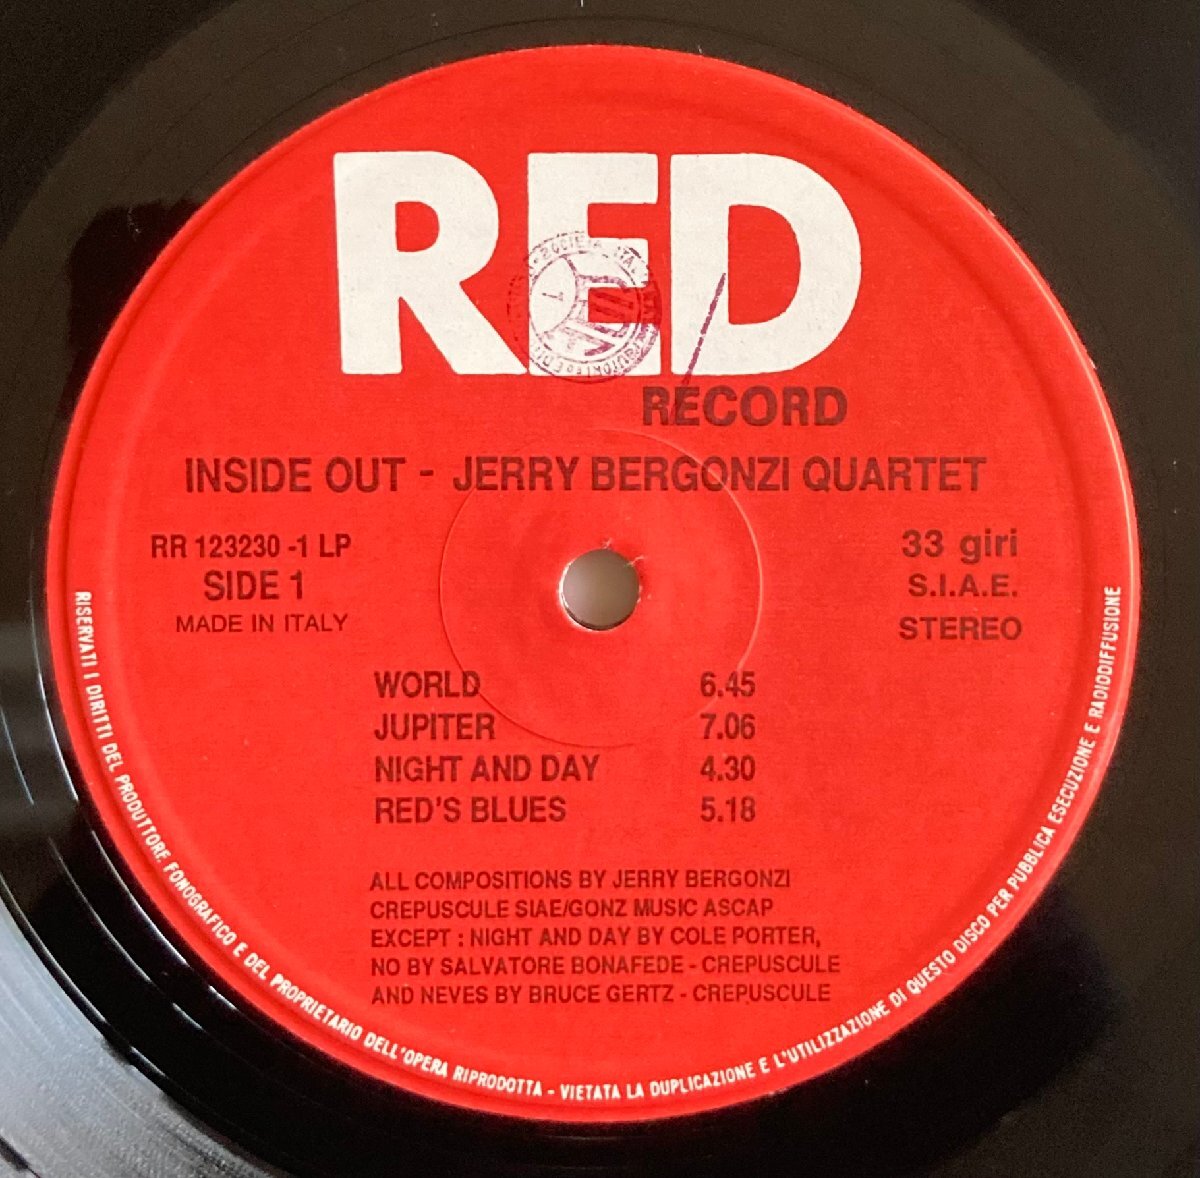 RED
RECORD
SOCIETÀ ITA
INSIDE OUT - JERRY BERGONZI QUARTET
RR 123230 -1 LP
SIDE 1
MADE IN ITALY
33 giri
S.I.A.E.
STEREO
WORLD 6.45
JUPITER 7.06
NIGHT AND DAY 4.30
RED'S BLUES 5.18
ALL COMPOSITIONS BY JERRY BERGONZI
CREPUSCULE SIAE/GONZ MUSIC ASCAP
EXCEPT : NIGHT AND DAY BY COLE PORTER,
NO BY SALVATORE BONAFEDE - CREPUSCULE
AND NEVES BY BRUCE GERTZ - CREPUSCULE
RISERVATI I DIRITTI DEL PRODUTTORE FONOGRAFICO E DEL PROPRIETARIO DELL'OPERA RIPRODOTTA - VIETATA LA DUPLICAZIONE E L'UTILIZZAZIONE DI QUESTO DISCO PER PUBBLICA ESECUZIONE E RADIODIFFUSIONE